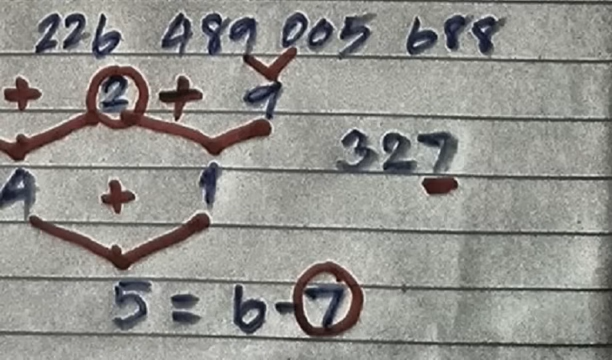 226 489 005 688
+ 2 + 9
327
4 + 1
5 = 6-7